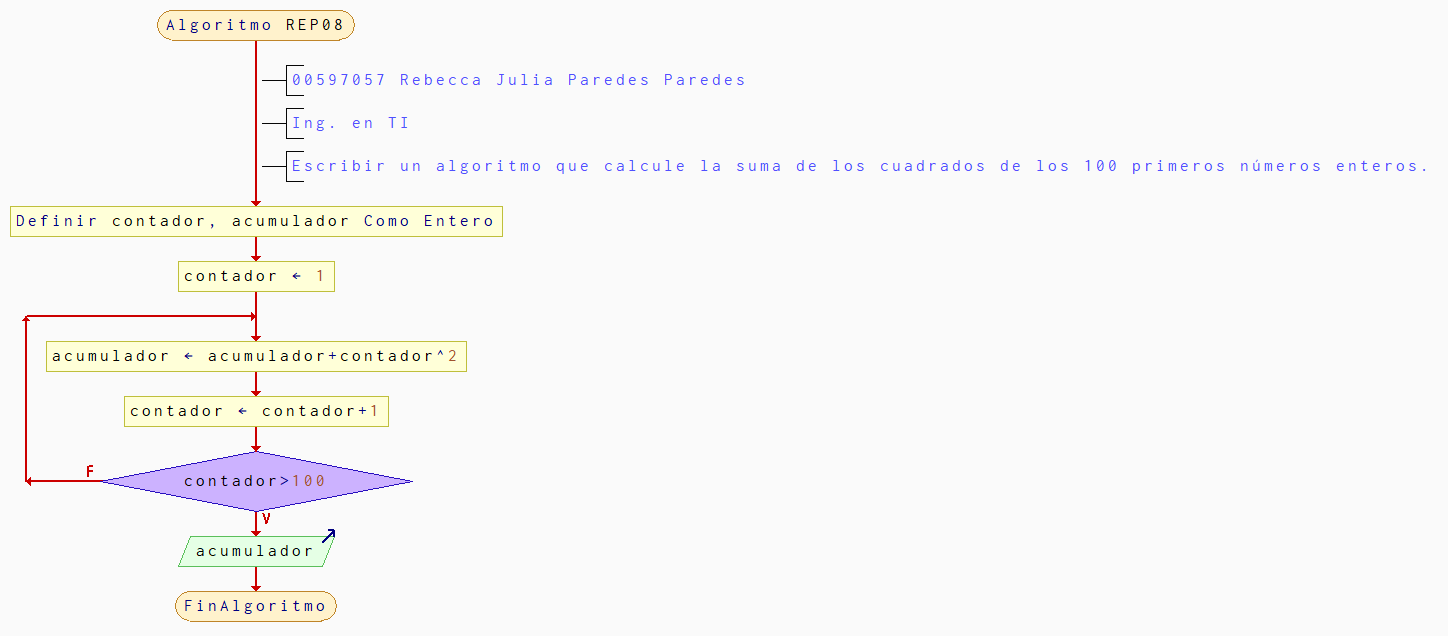 Algoritmo REP08
00597057 Rebecca Julia Paredes Paredes
Ing. en TI
Escribir un algoritmo que calcule la suma de los cuadrados de los 100 primeros números enteros.
Definir contador, acumulador Como Entero
contador ← 1
acumulador ← acumulador+contador^2
contador ← contador+1
F
contador>100
V
acumulador
FinAlgoritmo